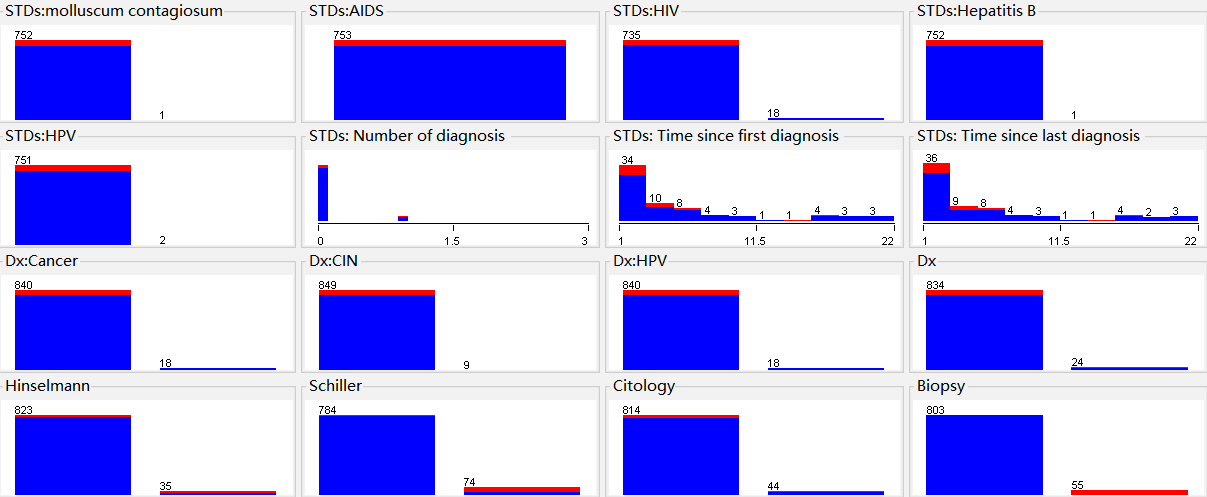 STDs:molluscum contagiosum
752
1
STDs:AIDS
753
STDs:HIV
735
18
STDs:Hepatitis B
752
1
STDs:HPV
751
2
STDs: Number of diagnosis
0 1.5 3
STDs: Time since first diagnosis
34 10 8 4 3 1 1 4 3 3
1 11.5 22
STDs: Time since last diagnosis
36 9 8 4 3 1 1 4 2 3
1 11.5 22
Dx:Cancer
840
18
Dx:CIN
849
9
Dx:HPV
840
18
Dx
834
24
Hinselmann
823
35
Schiller
784
74
Citology
814
44
Biopsy
803
55